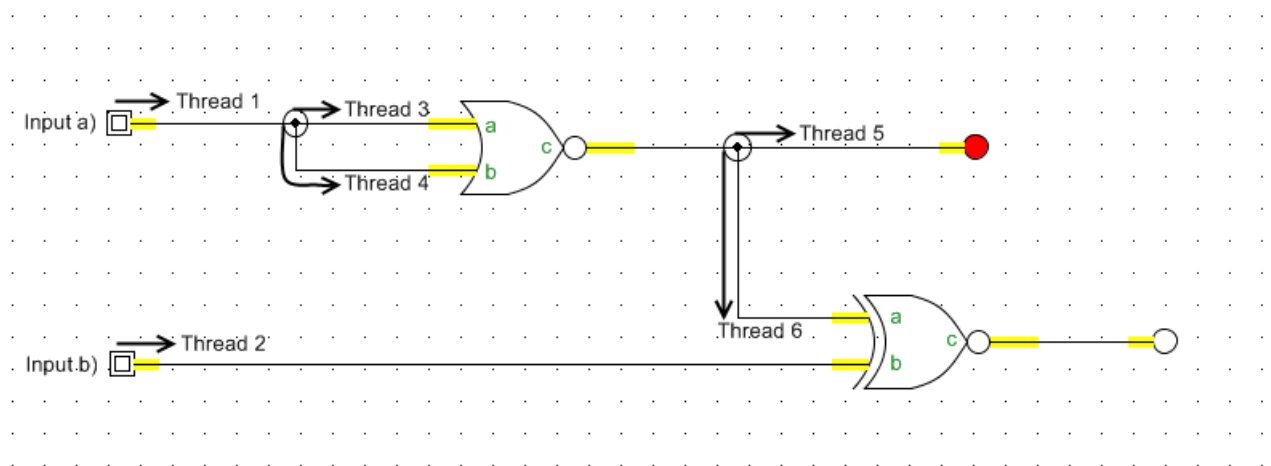 Thread 1
Input a)
Thread 3
a
b
c
Thread 4
Thread 5
Thread 6
Thread 2
Input b)
a
b
c